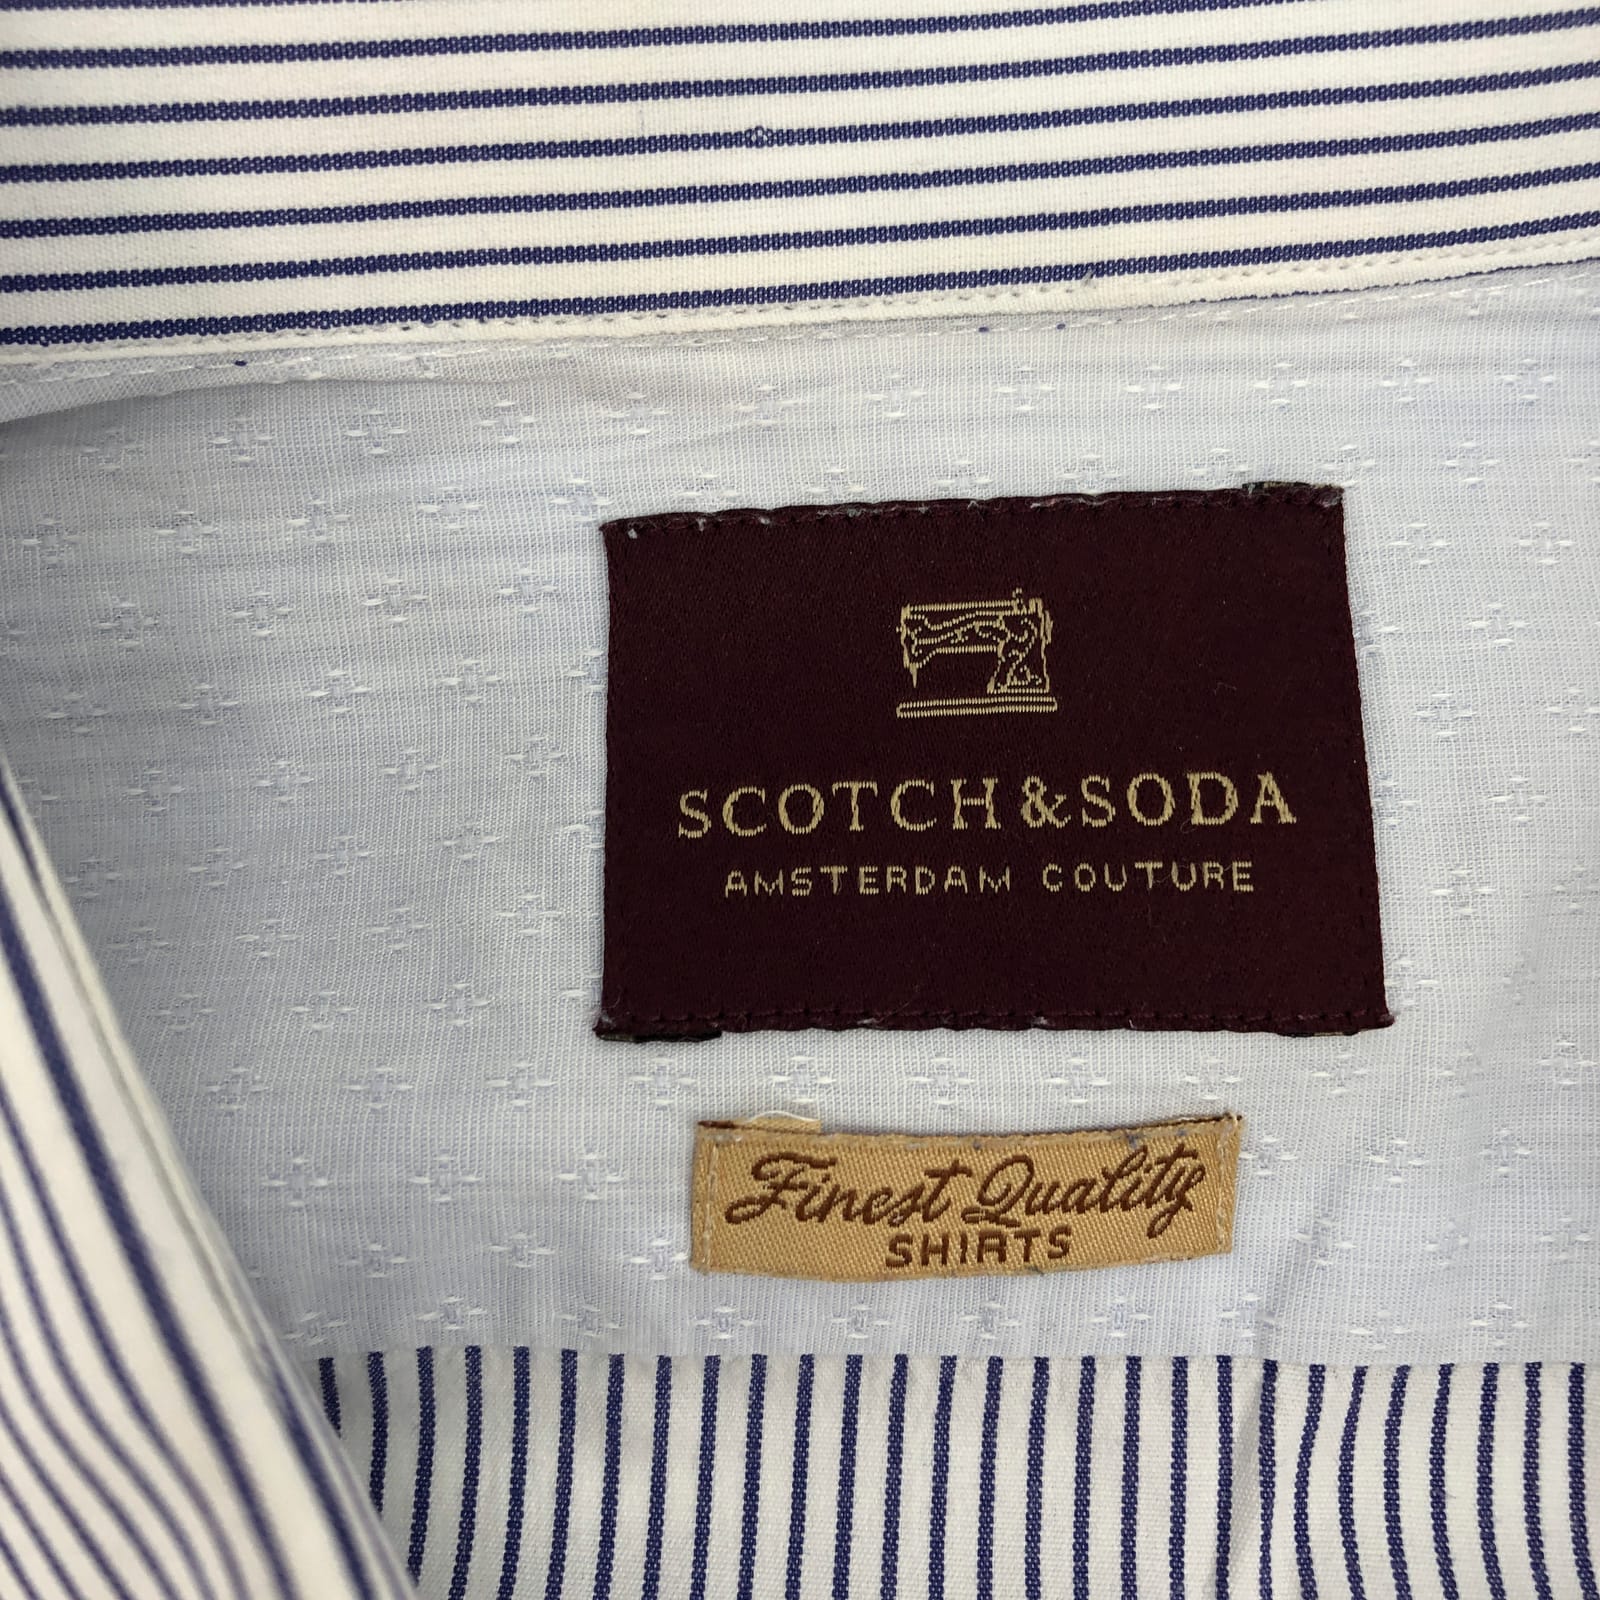 SCOTCH & SODA
AMSTERDAM COUTURE
Finest Quality
SHIRTS